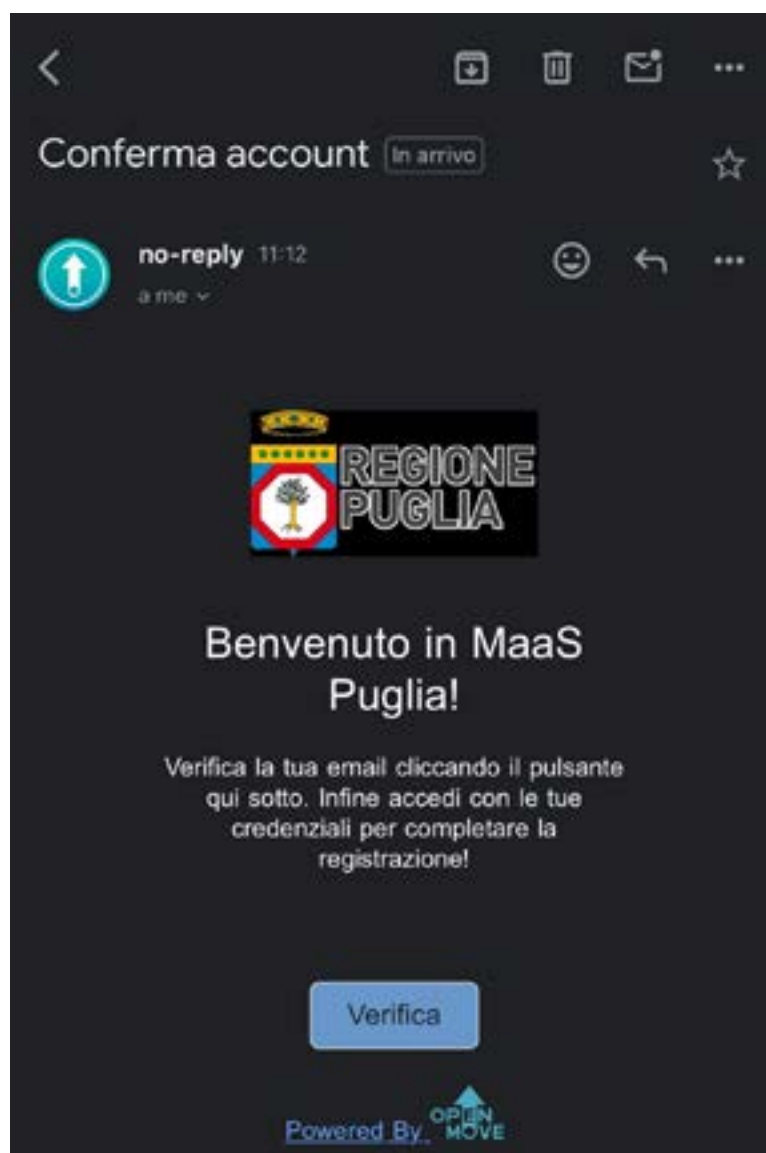 Conferma account In arrivo
no-reply 11:12
a me
REGIONE
PUGLIA
Benvenuto in MaaS
Puglia!
Verifica la tua email cliccando il pulsante
qui sotto. Infine accedi con le tue
credenziali per completare la
registrazione!
Verifica
Powered By OPEN
MOVE